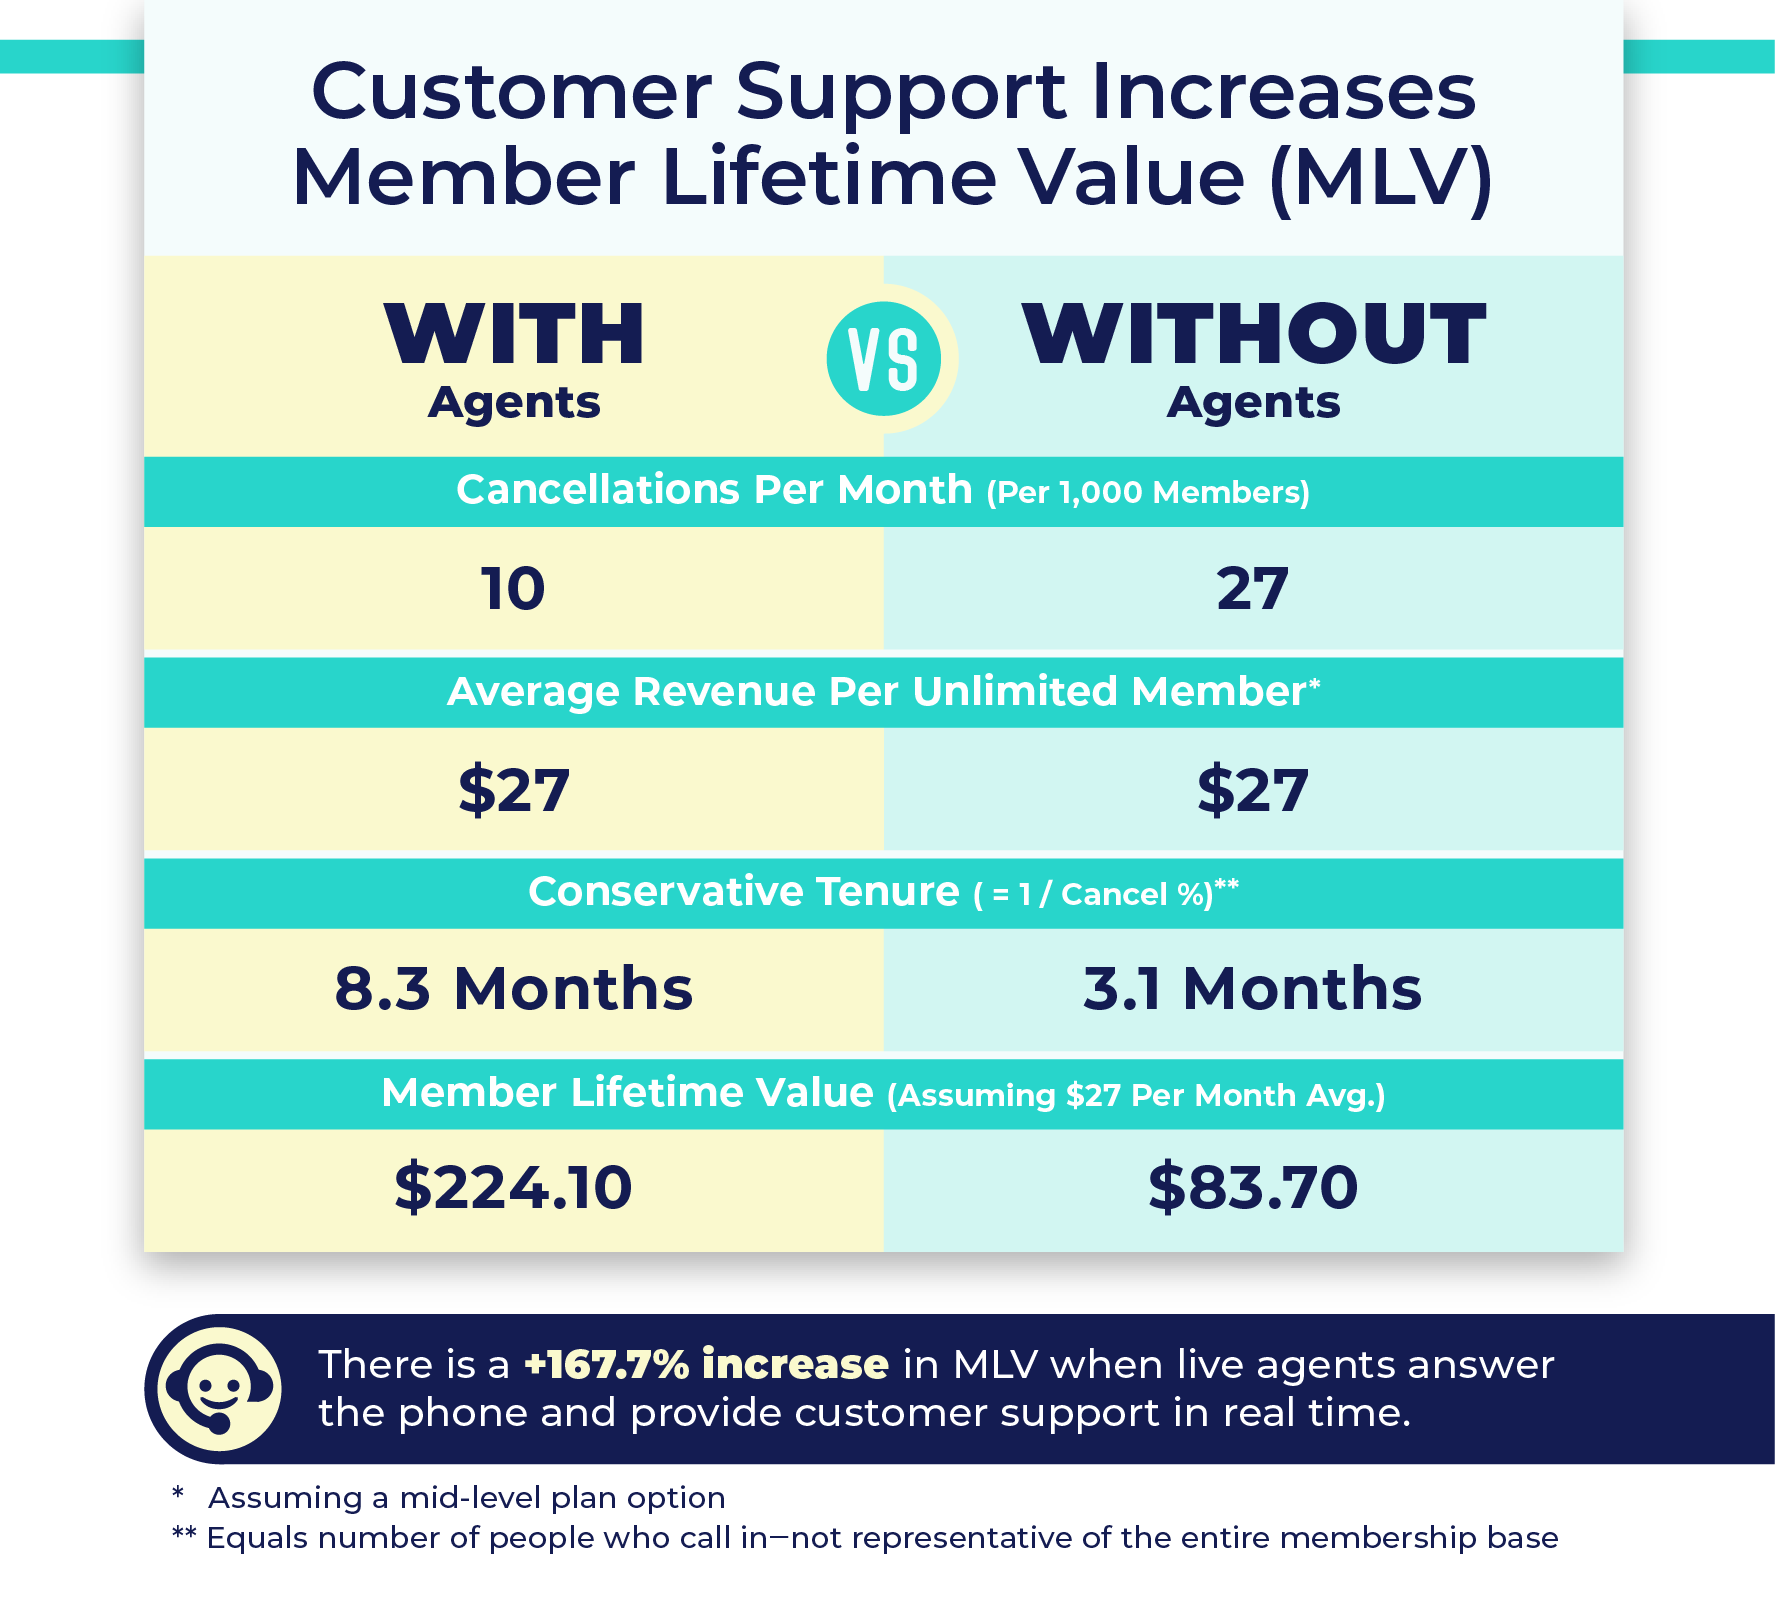 Customer Support Increases
Member Lifetime Value (MLV)
WITH
Agents
VS
WITHOUT
Agents
Cancellations Per Month (Per 1,000 Members)
10
27
Average Revenue Per Unlimited Member*
$27
$27
Conservative Tenure ( = 1 / Cancel %)**
8.3 Months
3.1 Months
Member Lifetime Value (Assuming $27 Per Month Avg.)
$224.10
$83.70
There is a +167.7% increase in MLV when live agents answer
the phone and provide customer support in real time.
* Assuming a mid-level plan option
** Equals number of people who call in—not representative of the entire membership base